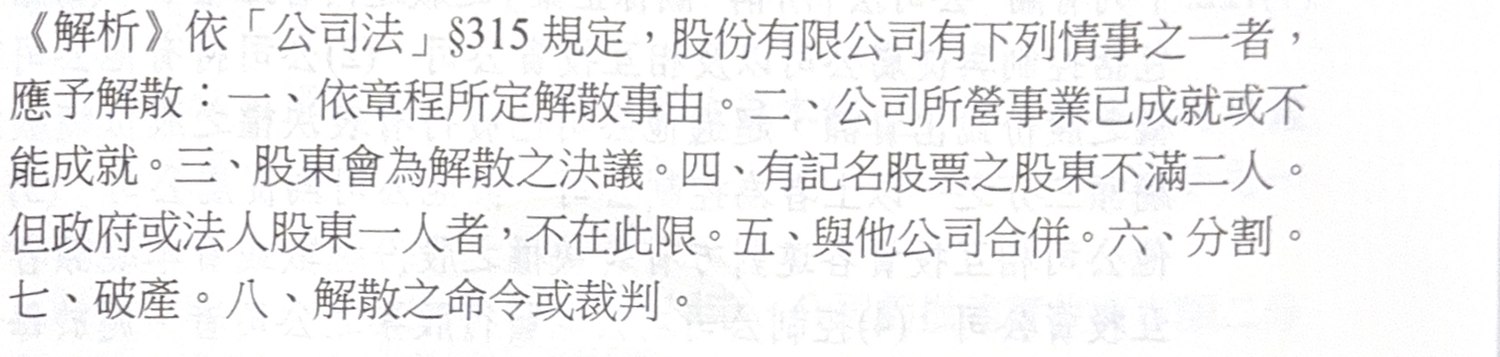 《解析》依「公司法」§315 規定，股份有限公司有下列情事之一者，
應予解散：一、依章程所定解散事由。二、公司所營事業已成就或不
能成就。三、股東會為解散之決議。四、有記名股票之股東不滿二人。
但政府或法人股東一人者，不在此限。五、與他公司合併。六、分割。
七、破產。八、解散之命令或裁判。